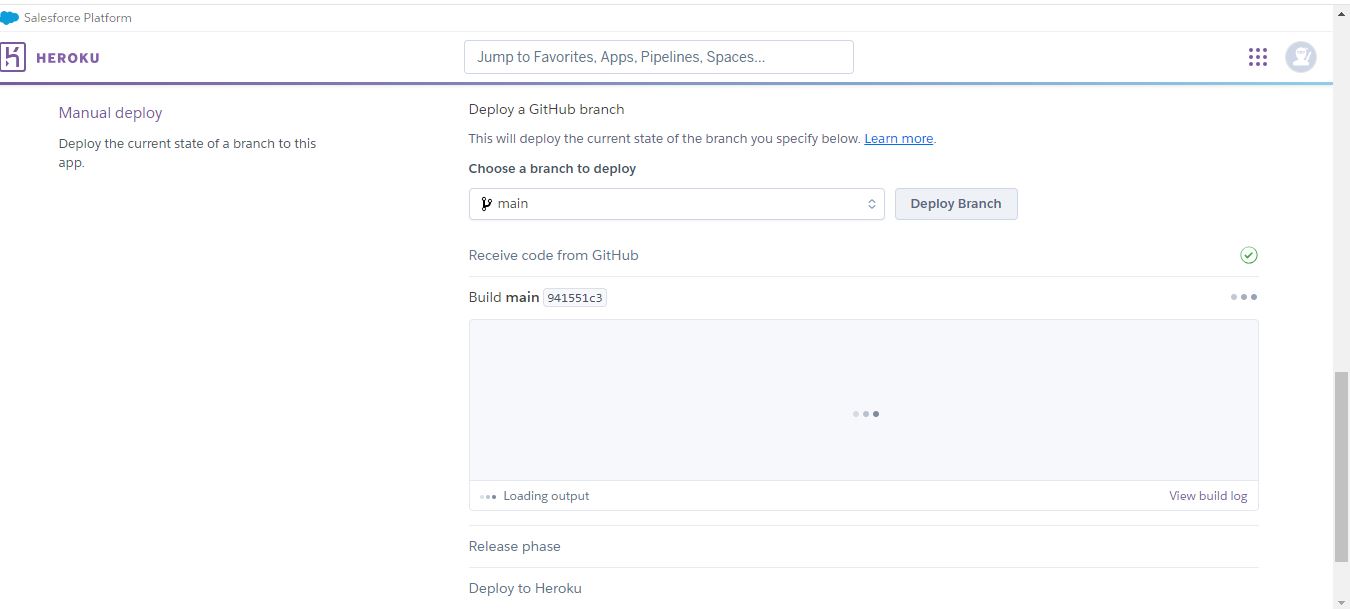 Salesforce Platform
HEROKU
Jump to Favorites, Apps, Pipelines, Spaces...
Manual deploy
Deploy the current state of a branch to this
app.
Deploy a GitHub branch
This will deploy the current state of the branch you specify below. Learn more.
Choose a branch to deploy
main
Deploy Branch
Receive code from GitHub
Build main 941551c3
Loading output
View build log
Release phase
Deploy to Heroku